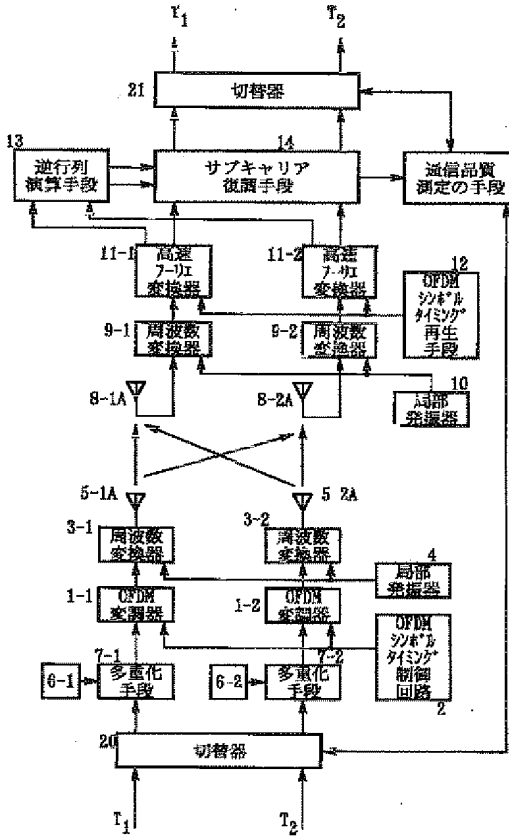 T1 T2
21 切替器
13 14
逆行列
演算手段
サブキャリア
復調手段
通信品質
測定の手段
11-1 高速
フーリエ
変換器
11-2 高速
フーリエ
変換器
12
OFDM
シンボル
タイミング
再生
手段
9-1 周波数
変換器
9-2 周波数
変換器
10
局部
発振器
8-1A 8-2A
5-1A 5-2A
3-1 周波数
変換器
3-2 周波数
変換器
4
局部
発振器
1-1 OFDM
変調器
1-2 OFDM
変調器
OFDM
シンボル
タイミング
制御
回路
2
6-1
7-1
多重化
手段
6-2
7-2
多重化
手段
20 切替器
T1 T2